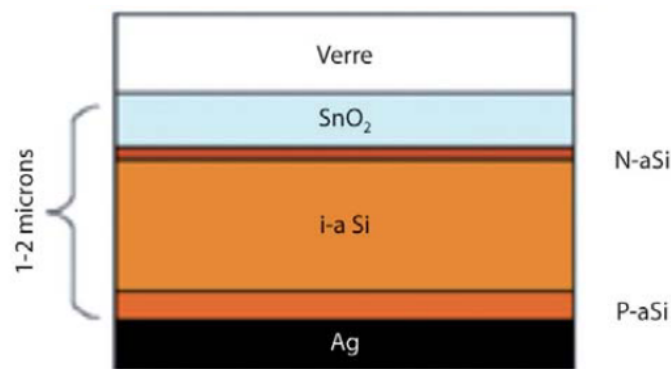 Verre
SnO₂
N-aSi
1-2 microns
i-a Si
P-aSi
Ag